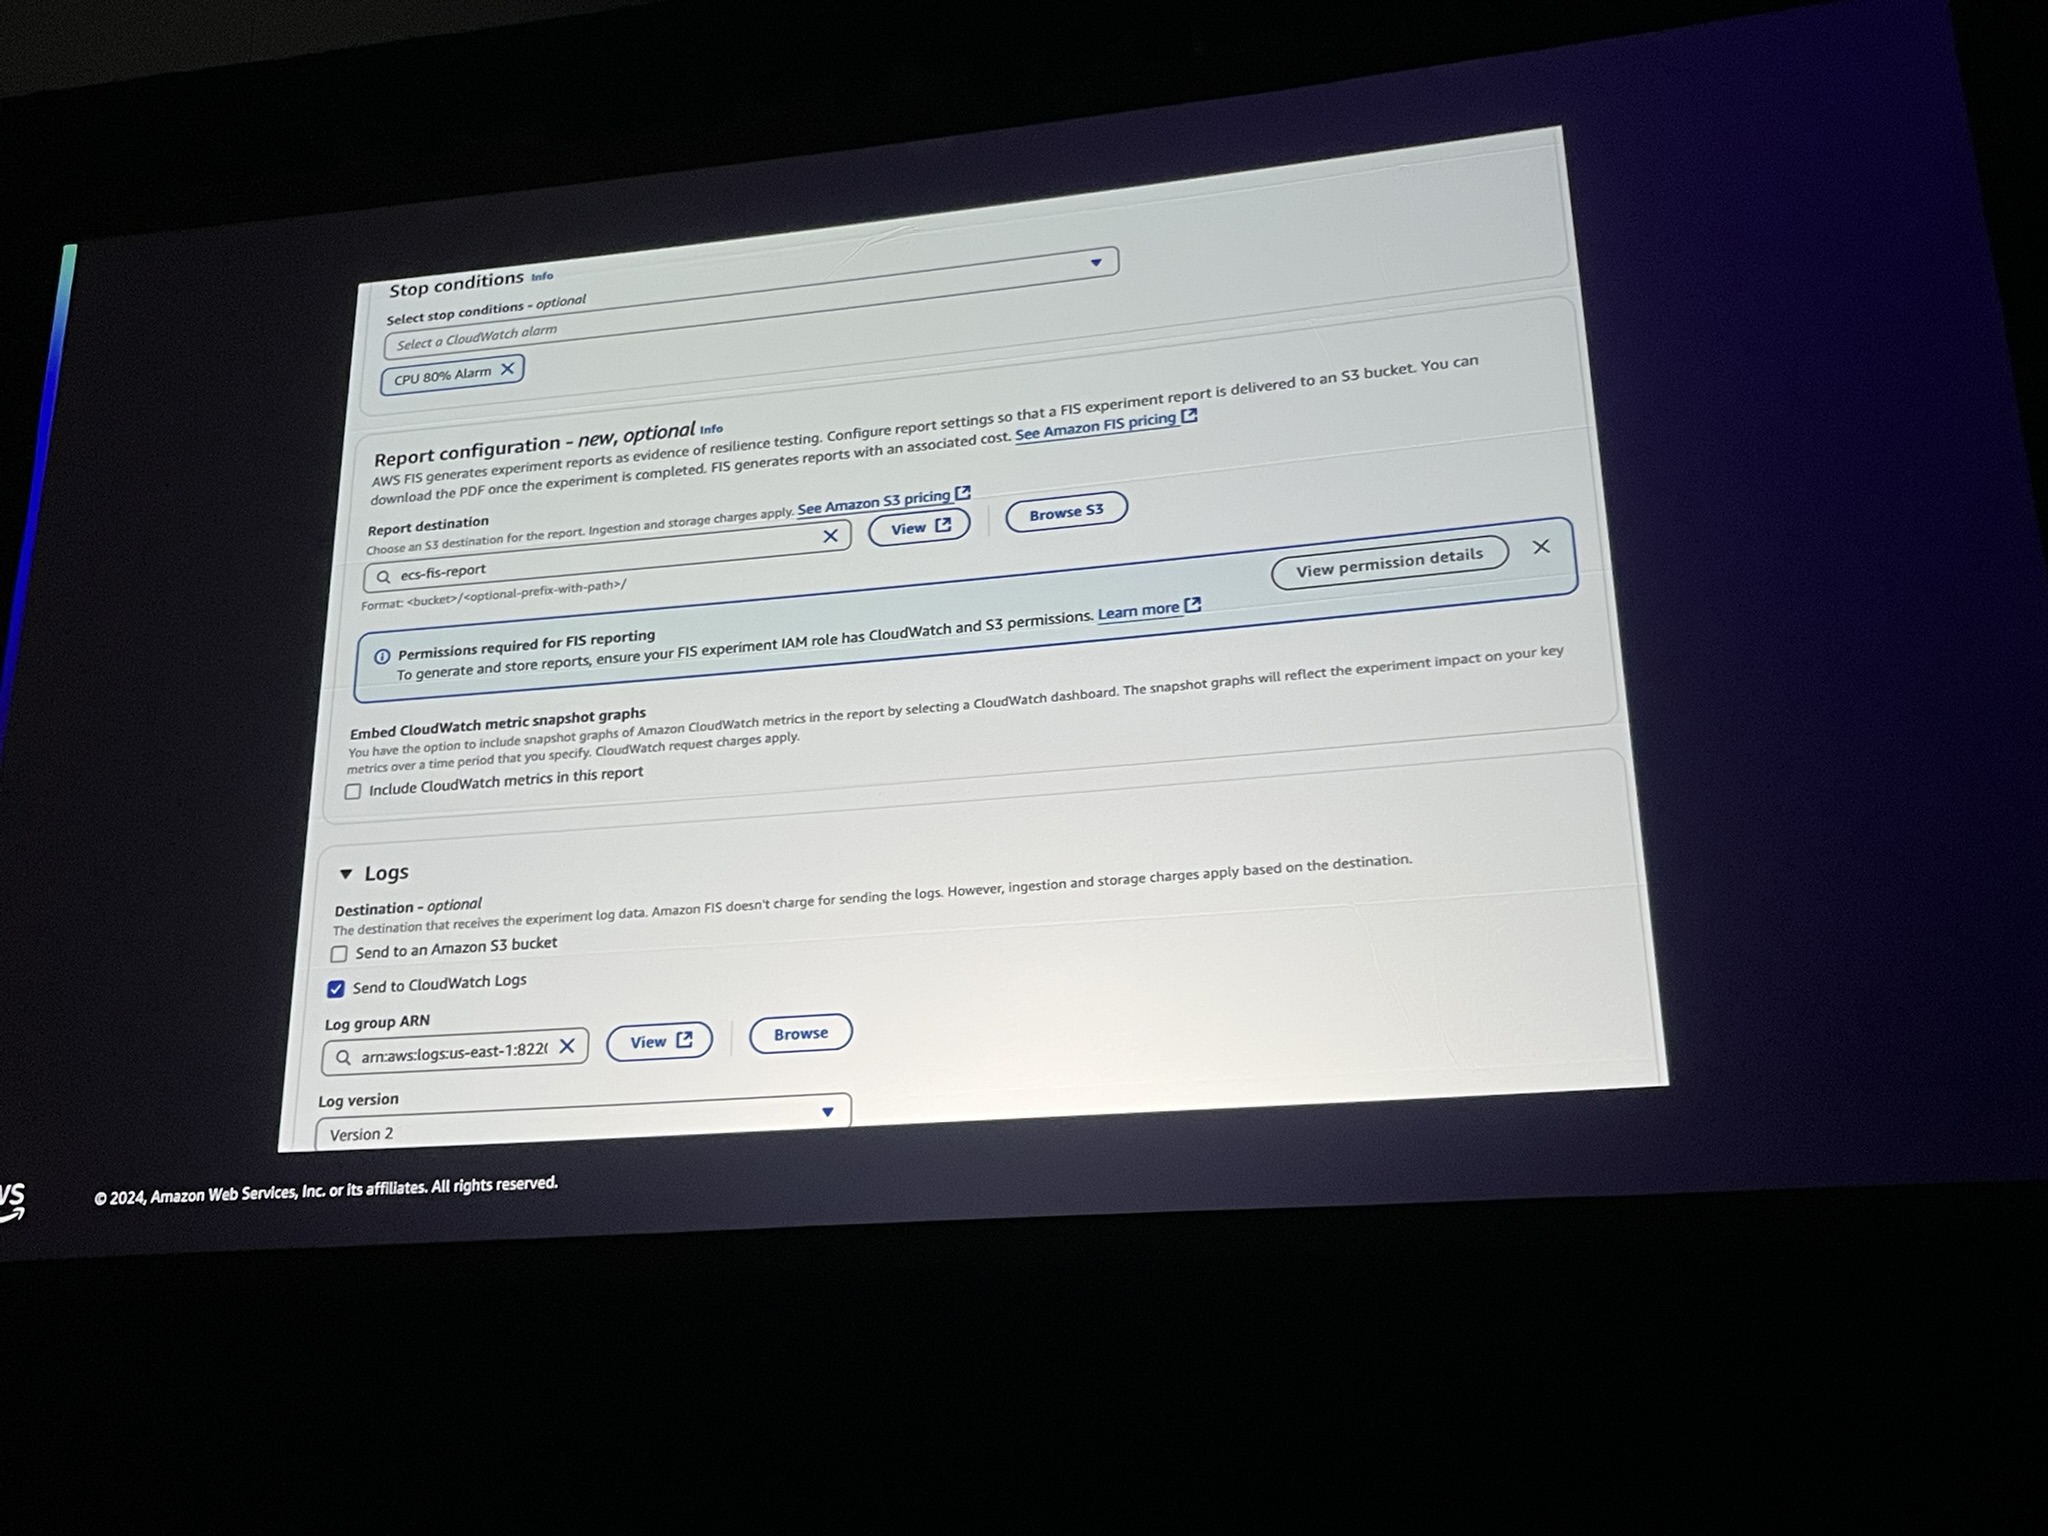 Stop conditions Info
Select stop conditions - optional
Select a CloudWatch alarm
CPU 80% Alarm
Report configuration - new, optional Info
AWS FIS generates experiment reports as evidence of resilience testing. Configure report settings so that a FIS experiment report is delivered to an S3 bucket. You can
download the PDF once the experiment is completed. FIS generates reports with an associated cost. See Amazon FIS pricing
Report destination
Choose an S3 destination for the report. Ingestion and storage charges apply. See Amazon S3 pricing
ecs-fis-report
View
Browse S3
Format: <bucket>/<optional-prefix-with-path>/
Permissions required for FIS reporting
To generate and store reports, ensure your FIS experiment IAM role has CloudWatch and S3 permissions. Learn more
View permission details
Embed CloudWatch metric snapshot graphs
You have the option to include snapshot graphs of Amazon CloudWatch metrics in the report by selecting a CloudWatch dashboard. The snapshot graphs will reflect the experiment impact on your key
metrics over a time period that you specify. CloudWatch request charges apply.
Include CloudWatch metrics in this report
Logs
Destination - optional
The destination that receives the experiment log data. Amazon FIS doesn't charge for sending the logs. However, ingestion and storage charges apply based on the destination.
Send to an Amazon S3 bucket
Send to CloudWatch Logs
Log group ARN
arn:aws:logs:us-east-1:822(
View
Browse
Log version
Version 2
© 2024, Amazon Web Services, Inc. or its affiliates. All rights reserved.